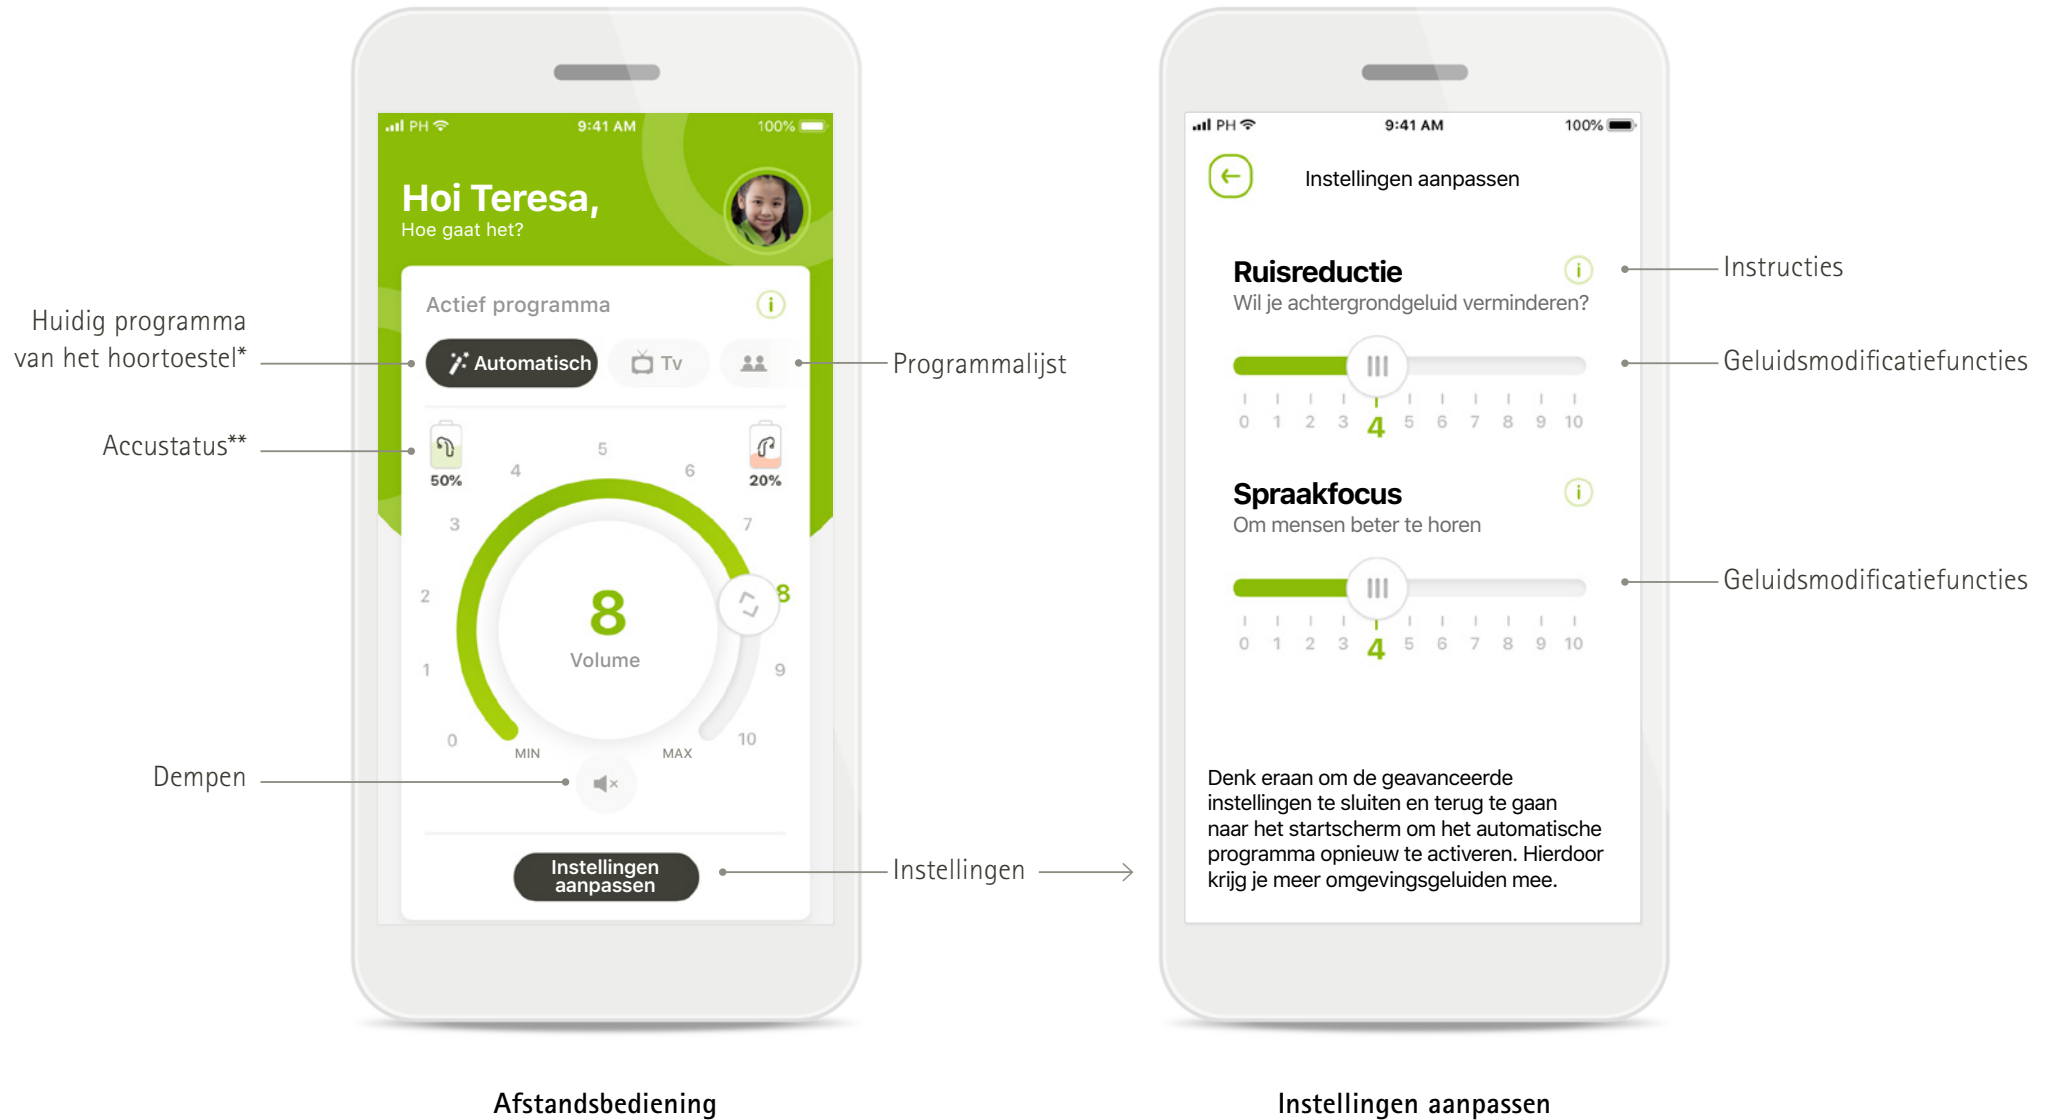 PH
9:41 AM
100%
Hoi Teresa,
Hoe gaat het?
Actief programma
i
Automatisch
Tv
50%
20%
0
1
2
3
4
5
6
7
8
9
10
8
Volume
MIN
MAX
Instellingen
aanpassen
Huidig programma
van het hoortoestel*
Accustatus**
Dempen
Programmalijst
Instellingen
Afstandsbediening
PH
9:41 AM
100%
Instellingen aanpassen
Ruisreductie
i
Wil je achtergrondgeluid verminderen?
0 1 2 3 4 5 6 7 8 9 10
Spraakfocus
i
Om mensen beter te horen
0 1 2 3 4 5 6 7 8 9 10
Denk eraan om de geavanceerde
instellingen te sluiten en terug te gaan
naar het startscherm om het automatische
programma opnieuw te activeren. Hierdoor
krijg je meer omgevingsgeluiden mee.
Instructies
Geluidsmodificatiefuncties
Geluidsmodificatiefuncties
Instellingen aanpassen